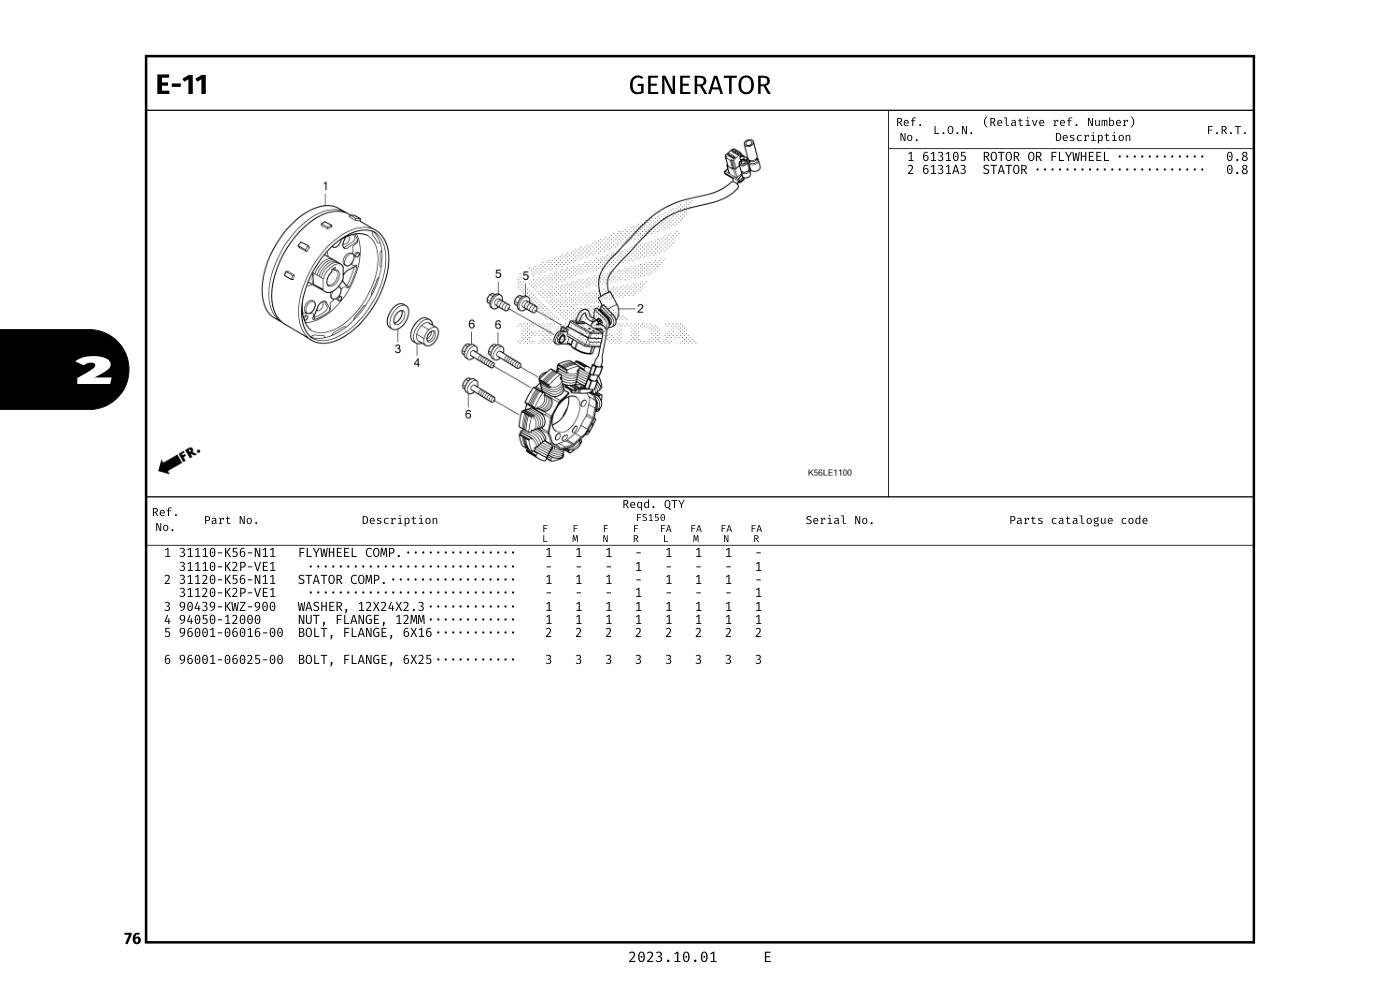 E-11
GENERATOR
1
2
3
4
5
5
6
6
6
HONDA
FR.
K56LE1100
Ref. No. L.O.N. (Relative ref. Number) Description F.R.T.
1 613105 ROTOR OR FLYWHEEL ············ 0.8
2 6131A3 STATOR ······················· 0.8
2
Reqd. QTY
FS150
Ref. No. Part No. Description F L F M F N F R FA L FA M FA N FA R Serial No. Parts catalogue code
1 31110-K56-N11 FLYWHEEL COMP. ··············· 1 1 1 - 1 1 1 -
31110-K2P-VE1 ···························· - - - 1 - - - 1
2 31120-K56-N11 STATOR COMP. ················· 1 1 1 - 1 1 1 -
31120-K2P-VE1 ···························· - - - 1 - - - 1
3 90439-KWZ-900 WASHER, 12X24X2.3 ············ 1 1 1 1 1 1 1 1
4 94050-12000 NUT, FLANGE, 12MM ············ 1 1 1 1 1 1 1 1
5 96001-06016-00 BOLT, FLANGE, 6X16 ··········· 2 2 2 2 2 2 2 2
6 96001-06025-00 BOLT, FLANGE, 6X25 ··········· 3 3 3 3 3 3 3 3
76
2023.10.01 E